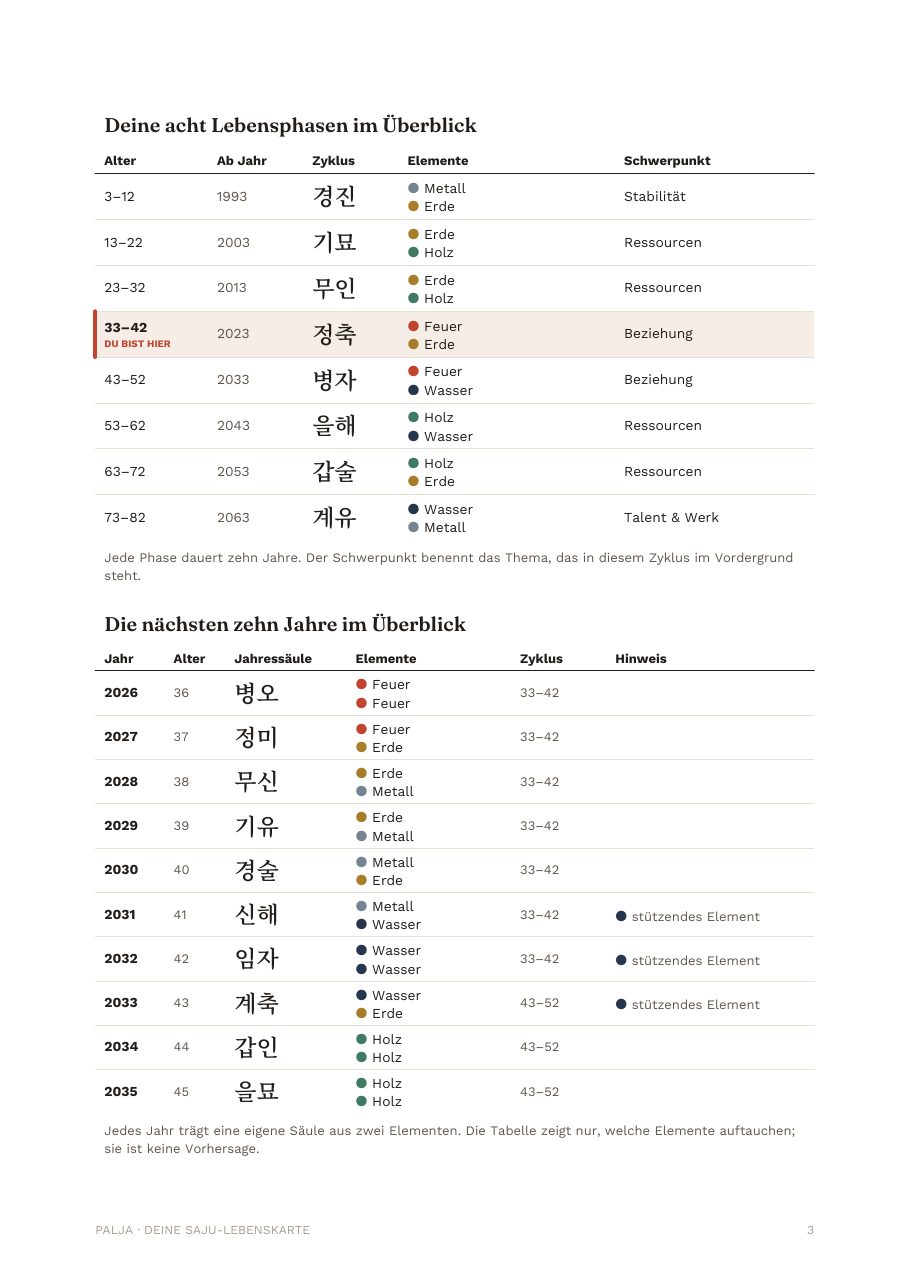 Deine acht Lebensphasen im Überblick
Alter Ab Jahr Zyklus Elemente Schwerpunkt
3–12 1993 경진 Metall Erde Stabilität
13–22 2003 기묘 Erde Holz Ressourcen
23–32 2013 무인 Erde Holz Ressourcen
33–42 DU BIST HIER 2023 정축 Feuer Erde Beziehung
43–52 2033 병자 Feuer Wasser Beziehung
53–62 2043 을해 Holz Wasser Ressourcen
63–72 2053 갑술 Holz Erde Ressourcen
73–82 2063 계유 Wasser Metall Talent & Werk
Jede Phase dauert zehn Jahre. Der Schwerpunkt benennt das Thema, das in diesem Zyklus im Vordergrund
steht.
Die nächsten zehn Jahre im Überblick
Jahr Alter Jahressäule Elemente Zyklus Hinweis
2026 36 병오 Feuer Feuer 33–42
2027 37 정미 Feuer Erde 33–42
2028 38 무신 Erde Metall 33–42
2029 39 기유 Erde Metall 33–42
2030 40 경술 Metall Erde 33–42
2031 41 신해 Metall Wasser 33–42 stützendes Element
2032 42 임자 Wasser Wasser 33–42 stützendes Element
2033 43 계축 Wasser Erde 43–52 stützendes Element
2034 44 갑인 Holz Holz 43–52
2035 45 을묘 Holz Holz 43–52
Jedes Jahr trägt eine eigene Säule aus zwei Elementen. Die Tabelle zeigt nur, welche Elemente auftauchen;
sie ist keine Vorhersage.
PALJA · DEINE SAJU-LEBENSKARTE 3